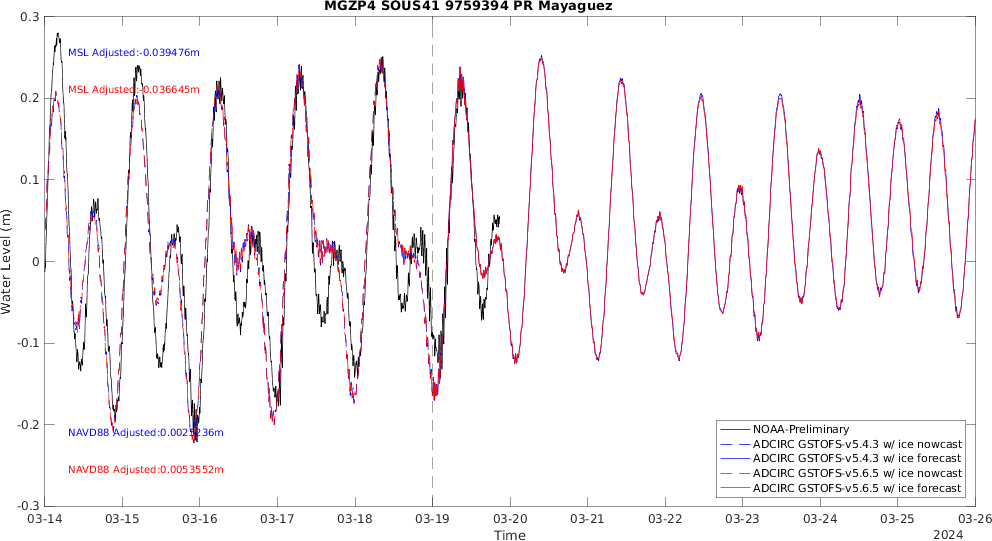 MGZP4 SOUS41 9759394 PR Mayaguez
0.3
0.2
0.1
0
-0.1
-0.2
-0.3
Water Level (m)
MSL Adjusted:-0.039476m
MSL Adjusted:-0.036645m
NAVD88 Adjusted:0.0025236m
NAVD88 Adjusted:0.0053552m
NOAA-Preliminary
ADCIRC GSTOFS-v5.4.3 w/ ice nowcast
ADCIRC GSTOFS-v5.4.3 w/ ice forecast
ADCIRC GSTOFS-v5.6.5 w/ ice nowcast
ADCIRC GSTOFS-v5.6.5 w/ ice forecast
03-14 03-15 03-16 03-17 03-18 03-19 03-20 03-21 03-22 03-23 03-24 03-25 03-26
Time
2024